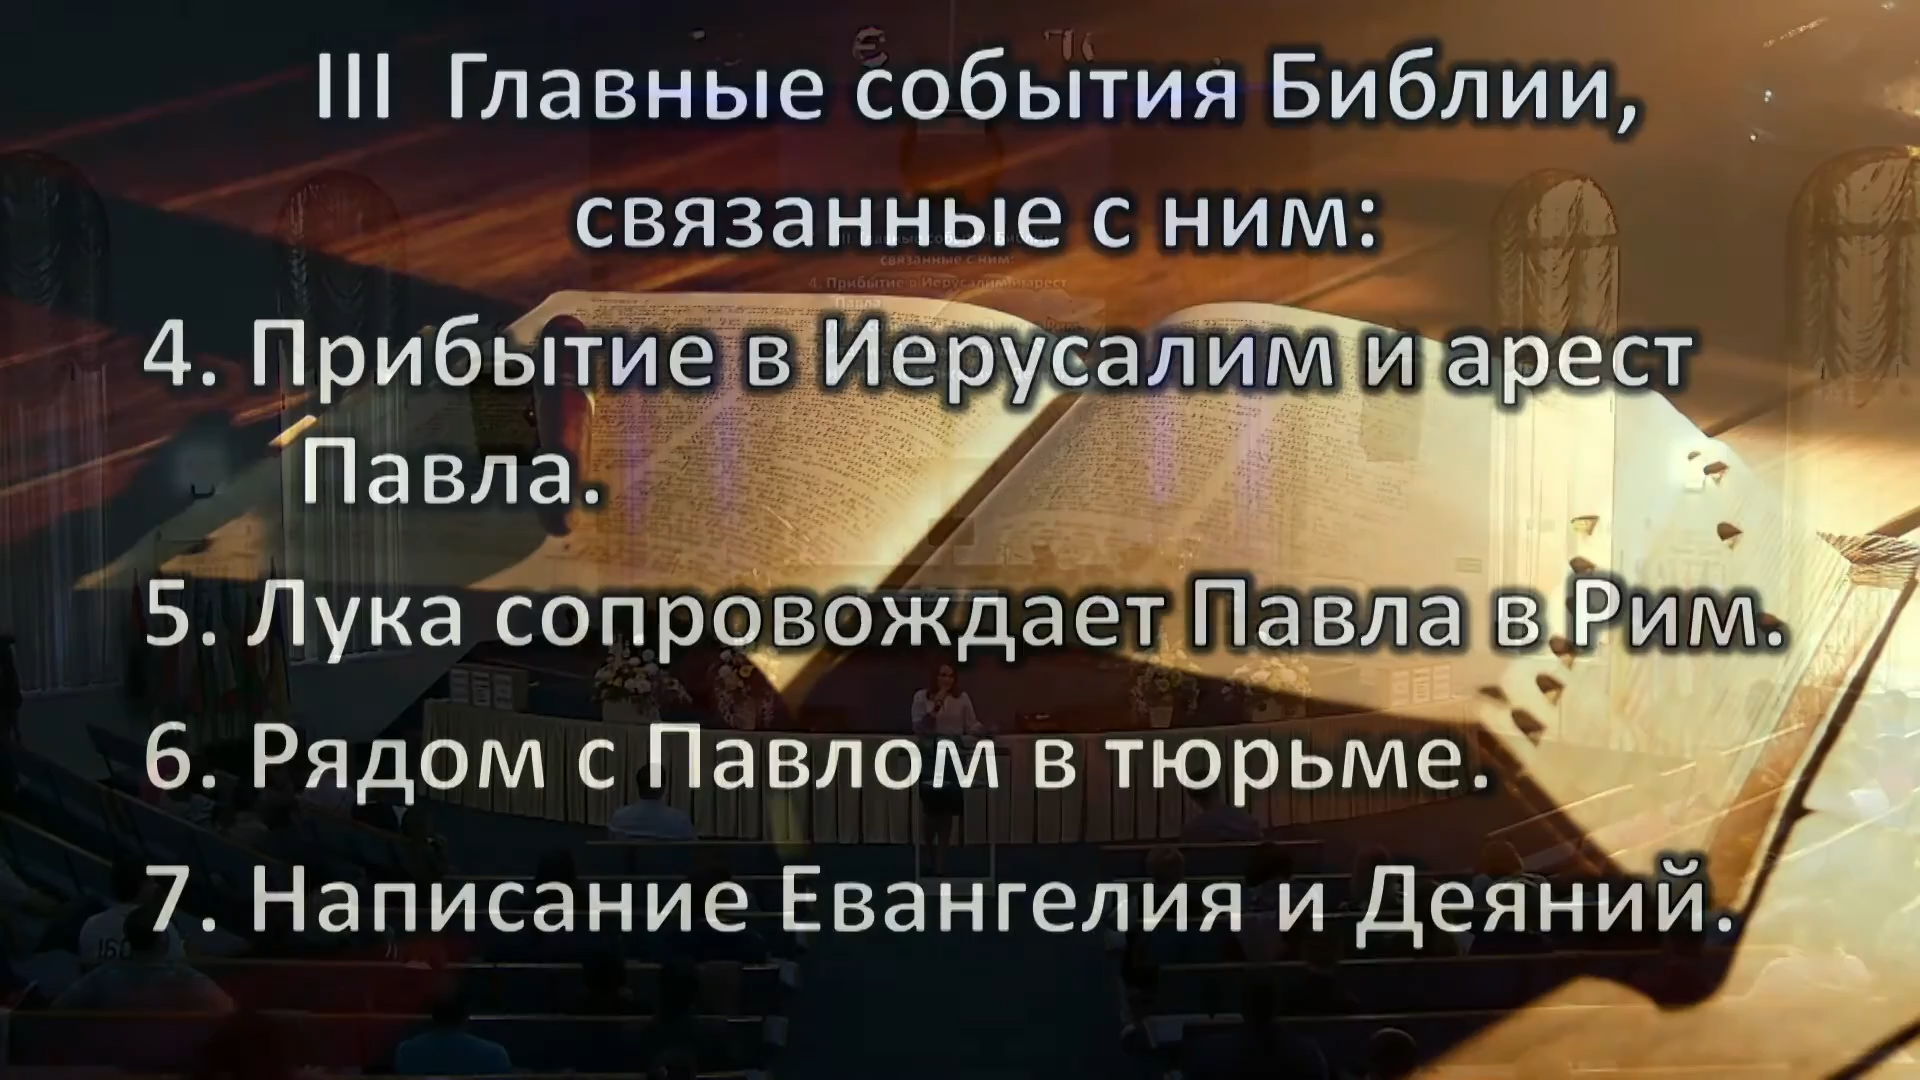 III Главные события Библии,
связанные с ним:
4. Прибытие в Иерусалим и арест
Павла.
5. Лука сопровождает Павла в Рим.
6. Рядом с Павлом в тюрьме.
7. Написание Евангелия и Деяний.